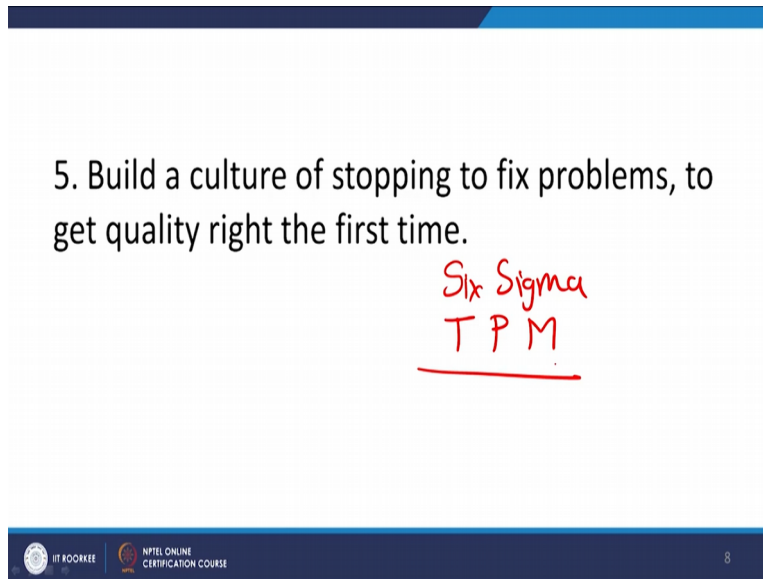 5. Build a culture of stopping to fix problems, to
get quality right the first time.
Six Sigma
T P M
IIT ROORKEE
NPTEL ONLINE
CERTIFICATION COURSE
8